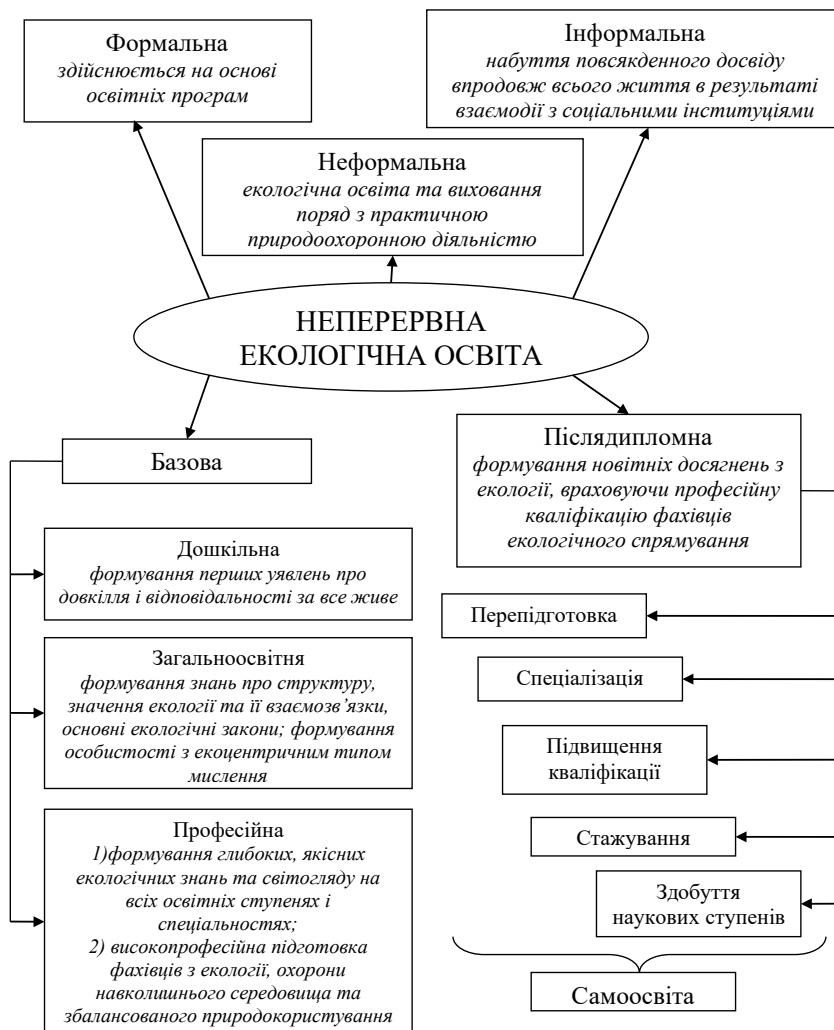 Формальна
здійснюється на основі
освітніх програм
Інформальна
набуття повсякденного досвіду
впродовж всього життя в результаті
взаємодії з соціальними інституціями
Неформальна
екологічна освіта та виховання
поряд з практичною
природоохоронною діяльністю
НЕПЕРЕРВНА
ЕКОЛОГІЧНА ОСВІТА
Базова
Дошкільна
формування перших уявлень про
довкілля і відповідальності за все живе
Загальноосвітня
формування знань про структуру,
значення екології та її взаємозв’язки,
основні екологічні закони; формування
особистості з екоцентричним типом
мислення
Професійна
1)формування глибоких, якісних
екологічних знань та світогляду на
всіх освітніх ступенях і
спеціальностях;
2) високопрофесійна підготовка
фахівців з екології, охорони
навколишнього середовища та
збалансованого природокористування
Післядипломна
формування новітніх досягнень з
екології, враховуючи професійну
кваліфікацію фахівців
екологічного спрямування
Перепідготовка
Спеціалізація
Підвищення
кваліфікації
Стажування
Здобуття
наукових ступенів
Самоосвіта